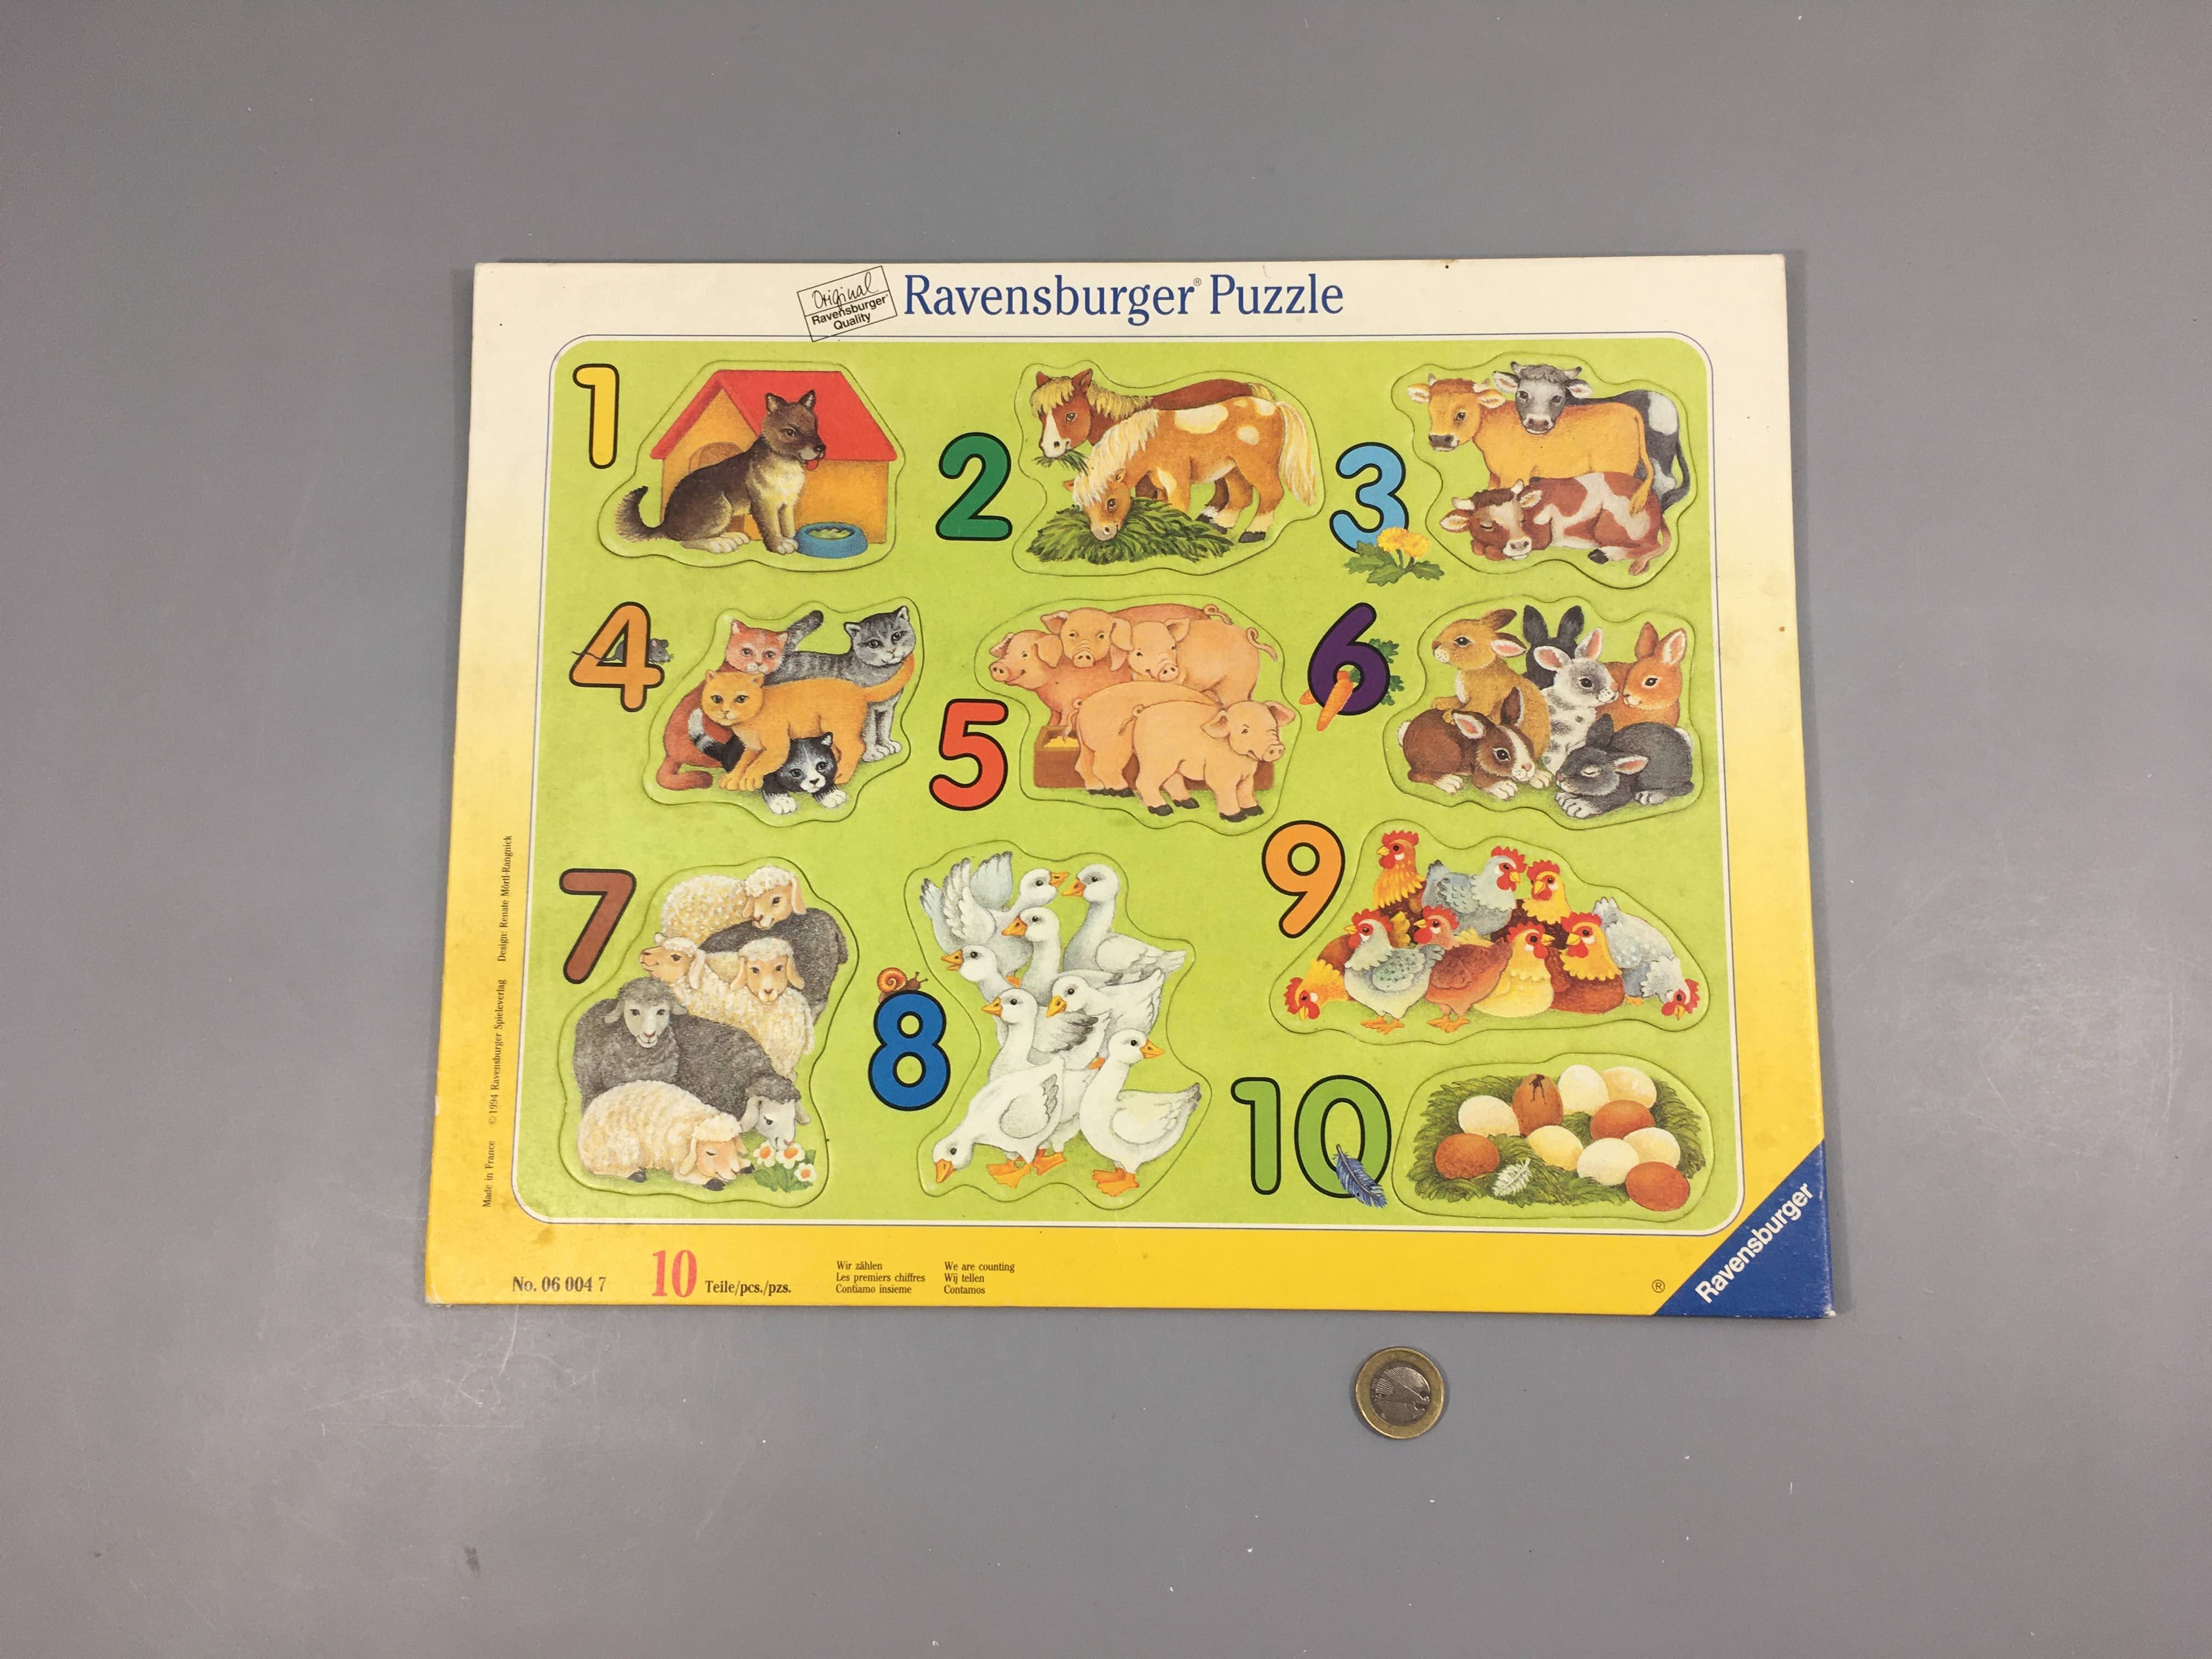 Original
Ravensburger®
Quality
Ravensburger® Puzzle
1
2
3
4
5
6
7
8
9
10
Made in France ©1994 Ravensburger Spieleverlag Design: Renate Mörtl-Rangnick
No. 06 004 7
10 Teile/pcs./pzs.
Wir zählen
Les premiers chiffres
Contiamo insieme
We are counting
Wij tellen
Contamos
®
Ravensburger